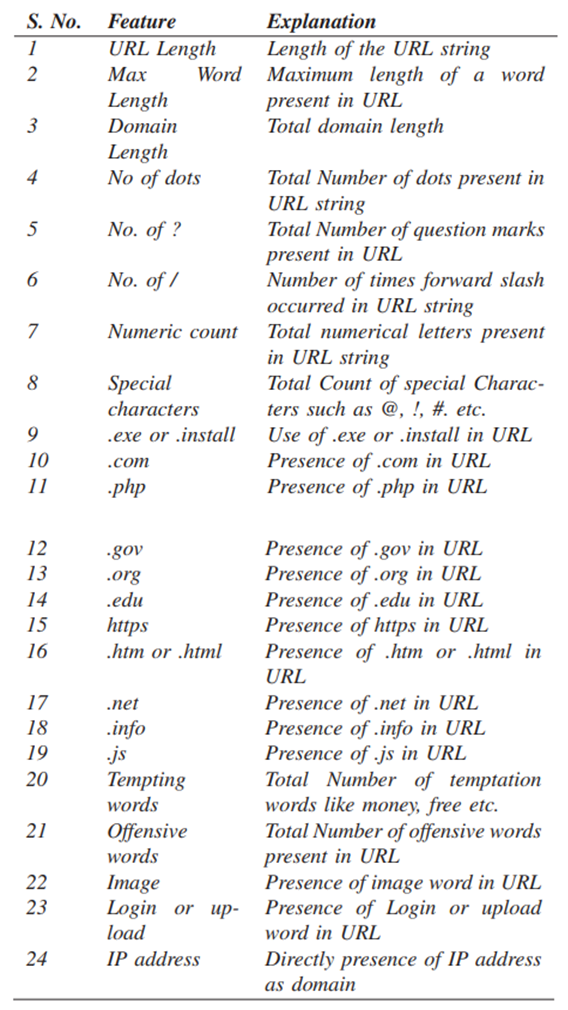 S. No. Feature Explanation
1 URL Length Length of the URL string
2 Max Word Maximum length of a word
Length present in URL
3 Domain Total domain length
Length
4 No of dots Total Number of dots present in
URL string
5 No. of ? Total Number of question marks
present in URL
6 No. of / Number of times forward slash
occurred in URL string
7 Numeric count Total numerical letters present
in URL string
8 Special Total Count of special Charac-
characters ters such as @, !, #. etc.
9 .exe or .install Use of .exe or .install in URL
10 .com Presence of .com in URL
11 .php Presence of .php in URL
12 .gov Presence of .gov in URL
13 .org Presence of .org in URL
14 .edu Presence of .edu in URL
15 https Presence of https in URL
16 .htm or .html Presence of .htm or .html in
URL
17 .net Presence of .net in URL
18 .info Presence of .info in URL
19 .js Presence of .js in URL
20 Tempting Total Number of temptation
words words like money, free etc.
21 Offensive Total Number of offensive words
words present in URL
22 Image Presence of image word in URL
23 Login or up- Presence of Login or upload
load word in URL
24 IP address Directly presence of IP address
as domain